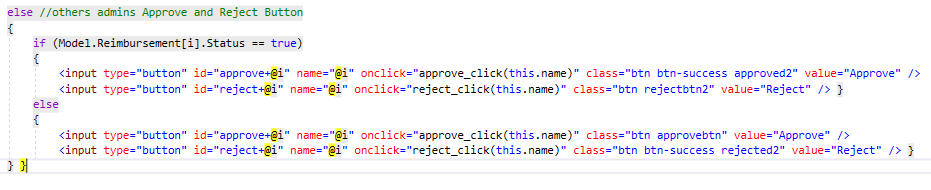 else //others admins Approve and Reject Button
{
if (Model.Reimbursement[i].Status == true)
{
<input type="button" id="approve+@i" name="@i" onclick="approve_click(this.name)" class="btn btn-success approved2" value="Approve" />
<input type="button" id="reject+@i" name="@i" onclick="reject_click(this.name)" class="btn rejectbtn2" value="Reject" /> }
else
{
<input type="button" id="approve+@i" name="@i" onclick="approve_click(this.name)" class="btn approvebtn" value="Approve" />
<input type="button" id="reject+@i" name="@i" onclick="reject_click(this.name)" class="btn btn-success rejected2" value="Reject" /> }
} }